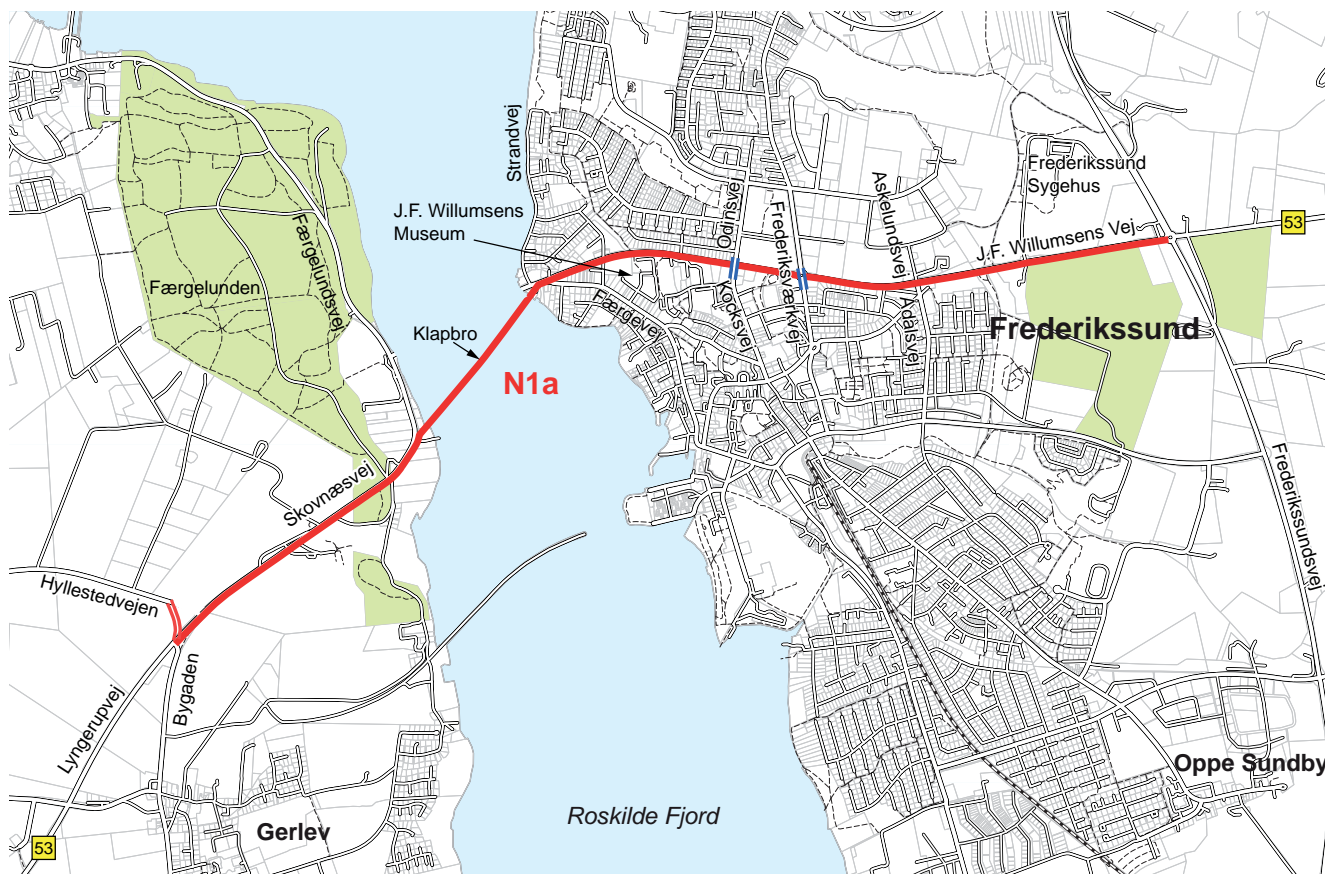 Strandvej
J.F. Willumsens
Museum
Odinsvej
Frederiksværkvej
Askelundsvej
Frederikssund
Sygehus
J.F. Willumsens Vej
53
Færgelundsvej
Færgelunden
Klapbro
N1a
Færgevej
Kocksvej
Ådalsvej
Frederikssund
Frederikssundsvej
Skovnæsvej
Hyllestedvejen
Lyngerupvej
Bygaden
Oppe Sundby
Roskilde Fjord
Gerlev
53